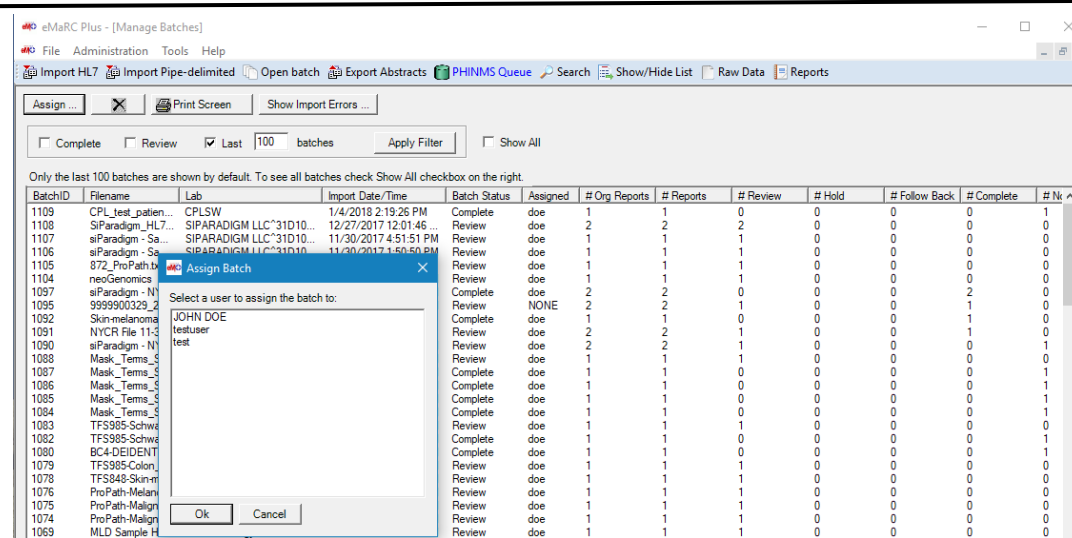 eMaRC Plus - [Manage Batches]
File Administration Tools Help
Import HL7 Import Pipe-delimited Open batch Export Abstracts PHINMS Queue Search Show/Hide List Raw Data Reports
Assign ... Print Screen Show Import Errors ...
Complete Review Last 100 batches Apply Filter Show All
Only the last 100 batches are shown by default. To see all batches check Show All checkbox on the right.
BatchID Filename Lab Import Date/Time Batch Status Assigned # Org Reports # Reports # Review # Hold # Follow Back # Complete # No
1109 CPL_test_patien... CPLSW 1/4/2018 2:19:26 PM Complete doe 1 1 0 0 0 0 1
1108 SiParadigm_HL7... SIPARADIGM LLC^31D10... 12/27/2017 12:01:46 ... Review doe 2 2 2 0 0 0 0
1107 siParadigm - Sa... SIPARADIGM LLC^31D10... 11/30/2017 4:51:51 PM Review doe 1 1 1 0 0 0 0
1106 siParadigm - Sa... SIPARADIGM LLC^31D10... 11/30/2017 1:50:50 PM Review doe 1 1 1 0 0 0 0
1105 872_ProPath.tx Review doe 1 1 1 0 0 0 0
1104 neoGenomics Review doe 1 1 1 0 0 0 0
1097 siParadigm - NY Complete doe 2 2 0 0 0 2 0
1095 9999900329_2 Review NONE 2 2 1 0 0 1 0
1092 Skin-melanoma Complete doe 1 1 0 0 0 1 0
1091 NYCR File 11-3 Review doe 2 2 1 0 0 1 0
1090 siParadigm - NY Review doe 2 2 1 0 0 0 1
1088 Mask_Terms_S Review doe 1 1 1 0 0 0 0
1087 Mask_Terms_S Complete doe 1 1 0 0 0 0 1
1086 Mask_Terms_S Complete doe 1 1 0 0 0 0 1
1085 Mask_Terms_S Complete doe 1 1 0 0 0 0 1
1084 Mask_Terms_S Complete doe 1 1 0 0 0 0 1
1083 TFS985-Schwa Review doe 1 1 1 0 0 0 0
1082 TFS985-Schwa Complete doe 1 1 0 0 0 0 1
1080 BC4-DEIDENT Complete doe 1 1 0 0 0 0 1
1079 TFS985-Colon_ Review doe 1 1 1 0 0 0 0
1078 TFS848-Skin-m Review doe 1 1 1 0 0 0 0
1076 ProPath-Melan Review doe 1 1 1 0 0 0 0
1075 ProPath-Malign Review doe 1 1 1 0 0 0 0
1074 ProPath-Malign Review doe 1 1 1 0 0 0 0
1069 MLD Sample H Review doe 1 1 1 0 0 0 0
Assign Batch
Select a user to assign the batch to:
JOHN DOE
testuser
test
Ok Cancel